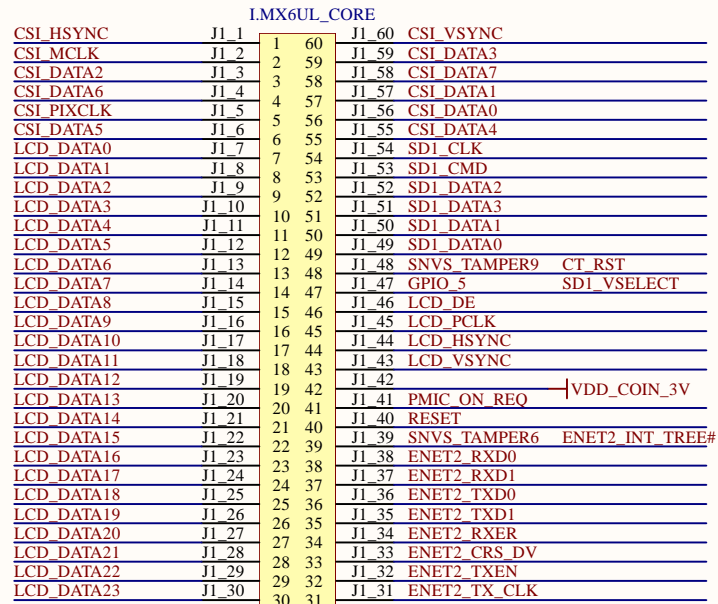 I.MX6UL_CORE
CSI_HSYNC J1_1 1 60 J1_60 CSI_VSYNC
CSI_MCLK J1_2 2 59 J1_59 CSI_DATA3
CSI_DATA2 J1_3 3 58 J1_58 CSI_DATA7
CSI_DATA6 J1_4 4 57 J1_57 CSI_DATA1
CSI_PIXCLK J1_5 5 56 J1_56 CSI_DATA0
CSI_DATA5 J1_6 6 55 J1_55 CSI_DATA4
LCD_DATA0 J1_7 7 54 J1_54 SD1_CLK
LCD_DATA1 J1_8 8 53 J1_53 SD1_CMD
LCD_DATA2 J1_9 9 52 J1_52 SD1_DATA2
LCD_DATA3 J1_10 10 51 J1_51 SD1_DATA3
LCD_DATA4 J1_11 11 50 J1_50 SD1_DATA1
LCD_DATA5 J1_12 12 49 J1_49 SD1_DATA0
LCD_DATA6 J1_13 13 48 J1_48 SNVS_TAMPER9 CT_RST
LCD_DATA7 J1_14 14 47 J1_47 GPIO_5 SD1_VSELECT
LCD_DATA8 J1_15 15 46 J1_46 LCD_DE
LCD_DATA9 J1_16 16 45 J1_45 LCD_PCLK
LCD_DATA10 J1_17 17 44 J1_44 LCD_HSYNC
LCD_DATA11 J1_18 18 43 J1_43 LCD_VSYNC
LCD_DATA12 J1_19 19 42 J1_42 VDD_COIN_3V
LCD_DATA13 J1_20 20 41 J1_41 PMIC_ON_REQ
LCD_DATA14 J1_21 21 40 J1_40 RESET
LCD_DATA15 J1_22 22 39 J1_39 SNVS_TAMPER6 ENET2_INT_TREE#
LCD_DATA16 J1_23 23 38 J1_38 ENET2_RXD0
LCD_DATA17 J1_24 24 37 J1_37 ENET2_RXD1
LCD_DATA18 J1_25 25 36 J1_36 ENET2_TXD0
LCD_DATA19 J1_26 26 35 J1_35 ENET2_TXD1
LCD_DATA20 J1_27 27 34 J1_34 ENET2_RXER
LCD_DATA21 J1_28 28 33 J1_33 ENET2_CRS_DV
LCD_DATA22 J1_29 29 32 J1_32 ENET2_TXEN
LCD_DATA23 J1_30 30 31 J1_31 ENET2_TX_CLK